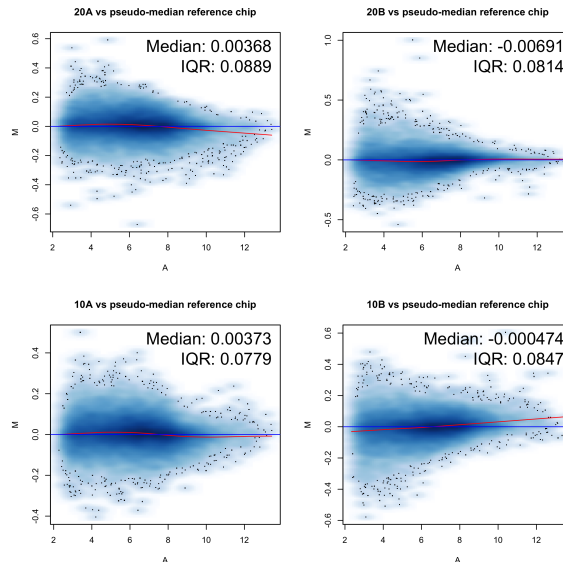 20A vs pseudo-median reference chip
Median: 0.00368
IQR: 0.0889
M
0.6
0.4
0.2
0.0
-0.2
-0.4
-0.6
2 4 6 8 10 12
A
20B vs pseudo-median reference chip
Median: -0.00691
IQR: 0.0814
M
1.0
0.5
0.0
-0.5
2 4 6 8 10 12
A
10A vs pseudo-median reference chip
Median: 0.00373
IQR: 0.0779
M
0.4
0.2
0.0
-0.2
-0.4
2 4 6 8 10 12
A
10B vs pseudo-median reference chip
Median: -0.000474
IQR: 0.0847
M
0.6
0.4
0.2
0.0
-0.2
-0.4
-0.6
2 4 6 8 10 12
A